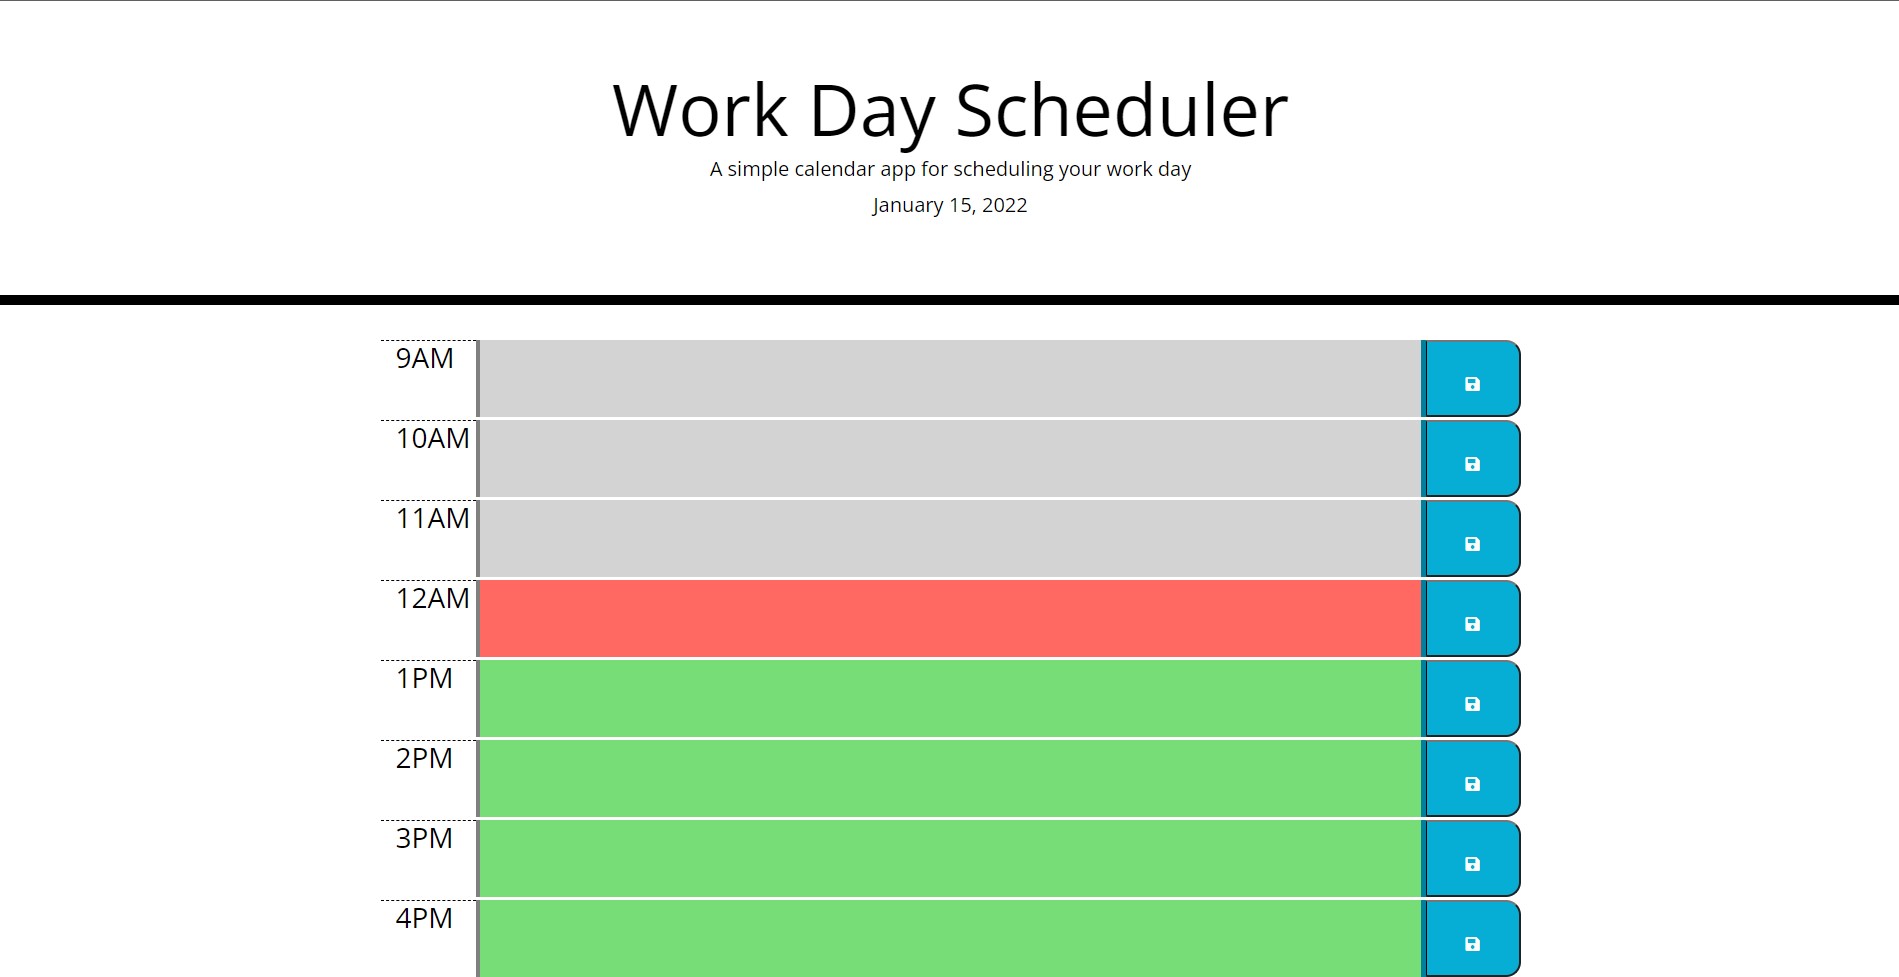 Work Day Scheduler
A simple calendar app for scheduling your work day
January 15, 2022
9AM
10AM
11AM
12AM
1PM
2PM
3PM
4PM